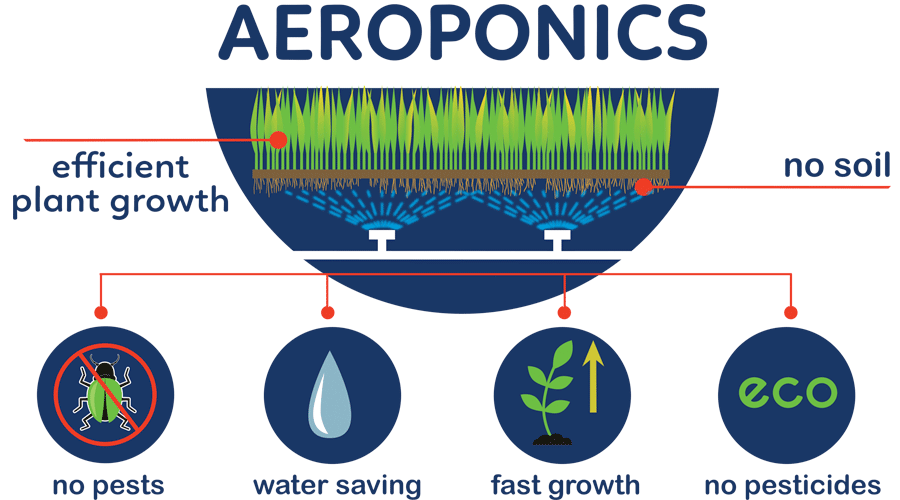 AEROPONICS
efficient
plant growth
no soil
eco
no pests
water saving
fast growth
no pesticides